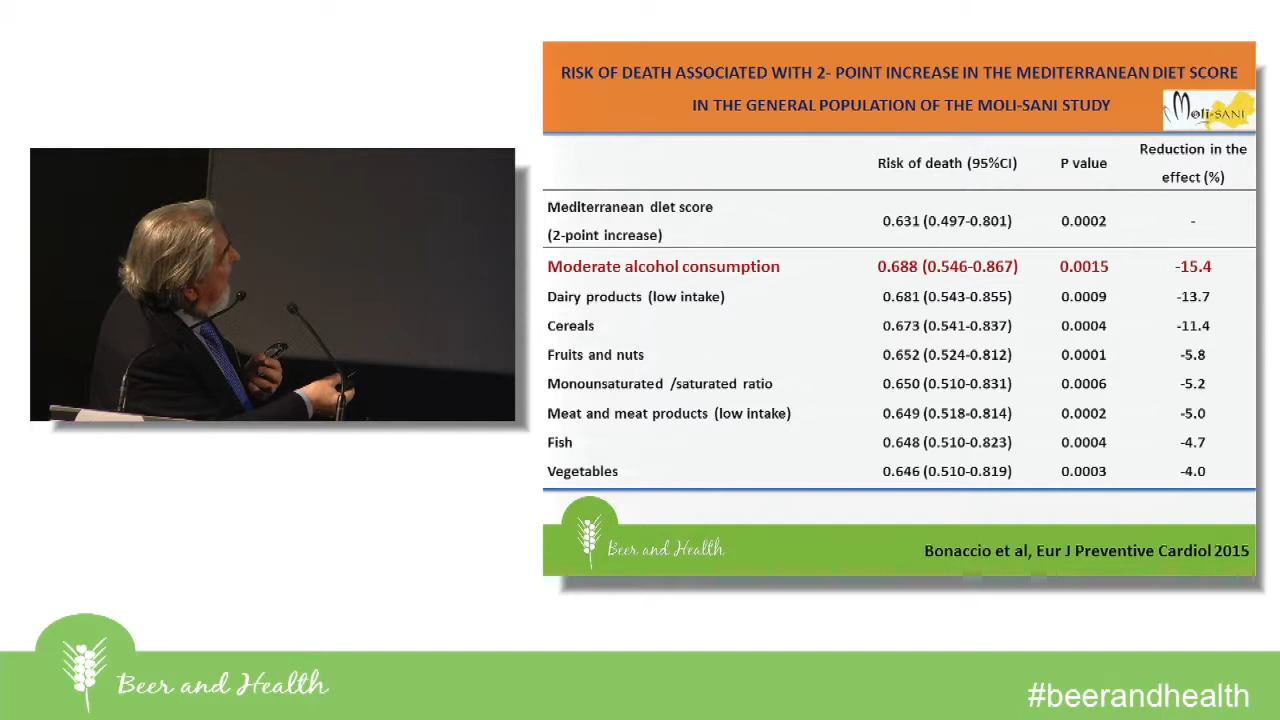 RISK OF DEATH ASSOCIATED WITH 2- POINT INCREASE IN THE MEDITERRANEAN DIET SCORE
IN THE GENERAL POPULATION OF THE MOLI-SANI STUDY
Moli-SANI
Risk of death (95%CI) P value Reduction in the effect (%)
Mediterranean diet score
(2-point increase) 0.631 (0.497-0.801) 0.0002 -
Moderate alcohol consumption 0.688 (0.546-0.867) 0.0015 -15.4
Dairy products (low intake) 0.681 (0.543-0.855) 0.0009 -13.7
Cereals 0.673 (0.541-0.837) 0.0004 -11.4
Fruits and nuts 0.652 (0.524-0.812) 0.0001 -5.8
Monounsaturated /saturated ratio 0.650 (0.510-0.831) 0.0006 -5.2
Meat and meat products (low intake) 0.649 (0.518-0.814) 0.0002 -5.0
Fish 0.648 (0.510-0.823) 0.0004 -4.7
Vegetables 0.646 (0.510-0.819) 0.0003 -4.0
Beer and Health
Bonaccio et al, Eur J Preventive Cardiol 2015
Beer and Health
#beerandhealth